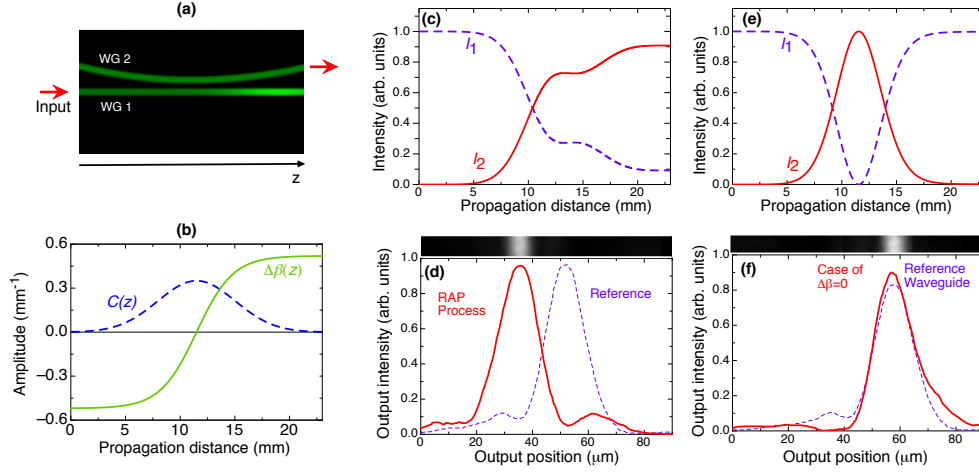 (a)
WG 2
Input
WG 1
z
(b)
Amplitude (mm⁻¹)
0.6
0.3
0.0
−0.3
−0.6
C(z)
Δβ(z)
0 5 10 15 20
Propagation distance (mm)
(c)
Intensity (arb. units)
1.0
0.8
0.6
0.4
0.2
0.0
I₁
I₂
0 5 10 15 20
Propagation distance (mm)
(d)
Output intensity (arb. units)
1.0
0.8
0.6
0.4
0.2
0.0
RAP
Process
Reference
0 20 40 60 80
Output position (μm)
(e)
Intensity (arb. units)
1.0
0.8
0.6
0.4
0.2
0.0
I₁
I₂
0 5 10 15 20
Propagation distance (mm)
(f)
Output intensity (arb. units)
1.0
0.8
0.6
0.4
0.2
0.0
Case of
Δβ=0
Reference
Waveguide
0 20 40 60 80
Output position (μm)